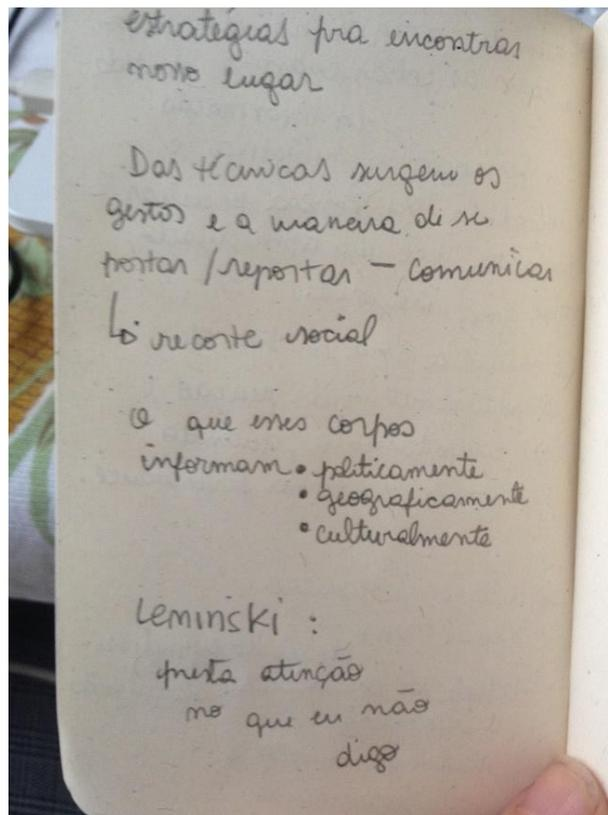 estratégias pra encontrar
novo lugar
Das técnicas surgem os
gestos e a maneira de se
portar / reportar – comunicar
↳ recorte social
O que esses corpos
informam • politicamente
• geograficamente
• culturalmente
Leminski :
presta atenção
no que eu não
digo